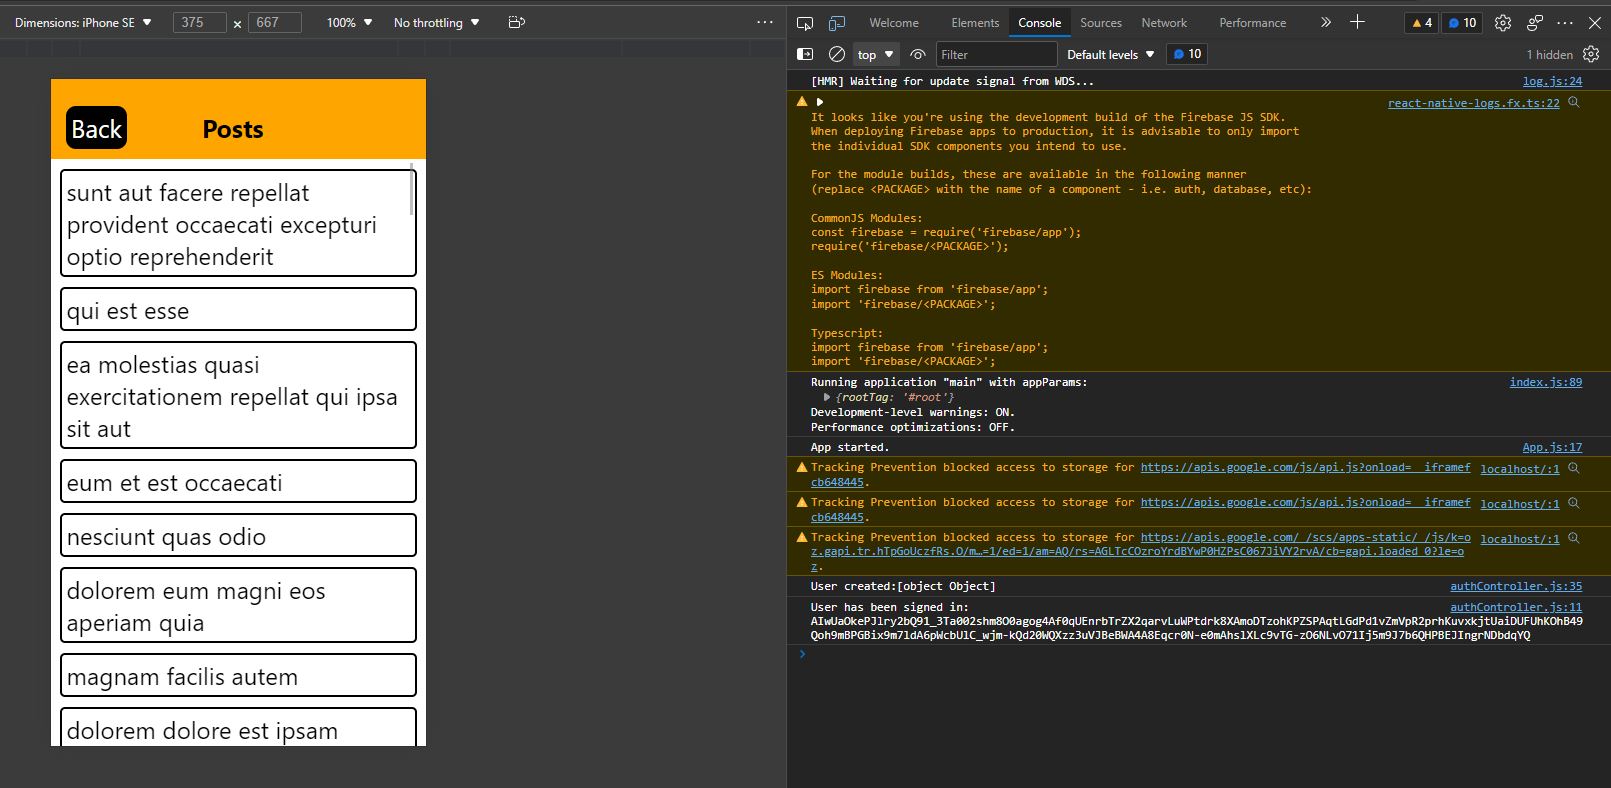 Dimensions: iPhone SE 375 × 667 100% No throttling
Back Posts
sunt aut facere repellat
provident occaecati excepturi
optio reprehenderit
qui est esse
ea molestias quasi
exercitationem repellat qui ipsa
sit aut
eum et est occaecati
nesciunt quas odio
dolorem eum magni eos
aperiam quia
magnam facilis autem
dolorem dolore est ipsam
Welcome Elements Console Sources Network Performance 4 10
top Filter Default levels 10 1 hidden
[HMR] Waiting for update signal from WDS... log.js:24
react-native-logs.fx.ts:22
It looks like you're using the development build of the Firebase JS SDK.
When deploying Firebase apps to production, it is advisable to only import
the individual SDK components you intend to use.
For the module builds, these are available in the following manner
(replace <PACKAGE> with the name of a component - i.e. auth, database, etc):
CommonJS Modules:
const firebase = require('firebase/app');
require('firebase/<PACKAGE>');
ES Modules:
import firebase from 'firebase/app';
import 'firebase/<PACKAGE>';
Typescript:
import firebase from 'firebase/app';
import 'firebase/<PACKAGE>';
Running application "main" with appParams: index.js:89
{rootTag: '#root'}
Development-level warnings: ON.
Performance optimizations: OFF.
App started. App.js:17
Tracking Prevention blocked access to storage for https://apis.google.com/js/api.js?onload=__iframef localhost/:1
cb648445.
Tracking Prevention blocked access to storage for https://apis.google.com/js/api.js?onload=__iframef localhost/:1
cb648445.
Tracking Prevention blocked access to storage for https://apis.google.com/_/scs/apps-static/_/js/k=o localhost/:1
z.gapi.tr.hTpGoUczfRs.O/m…=1/ed=1/am=AQ/rs=AGLTcCOzroYrdBYwP0HZPsC067JiVY2rvA/cb=gapi.loaded_0?le=o
z.
User created:[object Object] authController.js:35
User has been signed in: authController.js:11